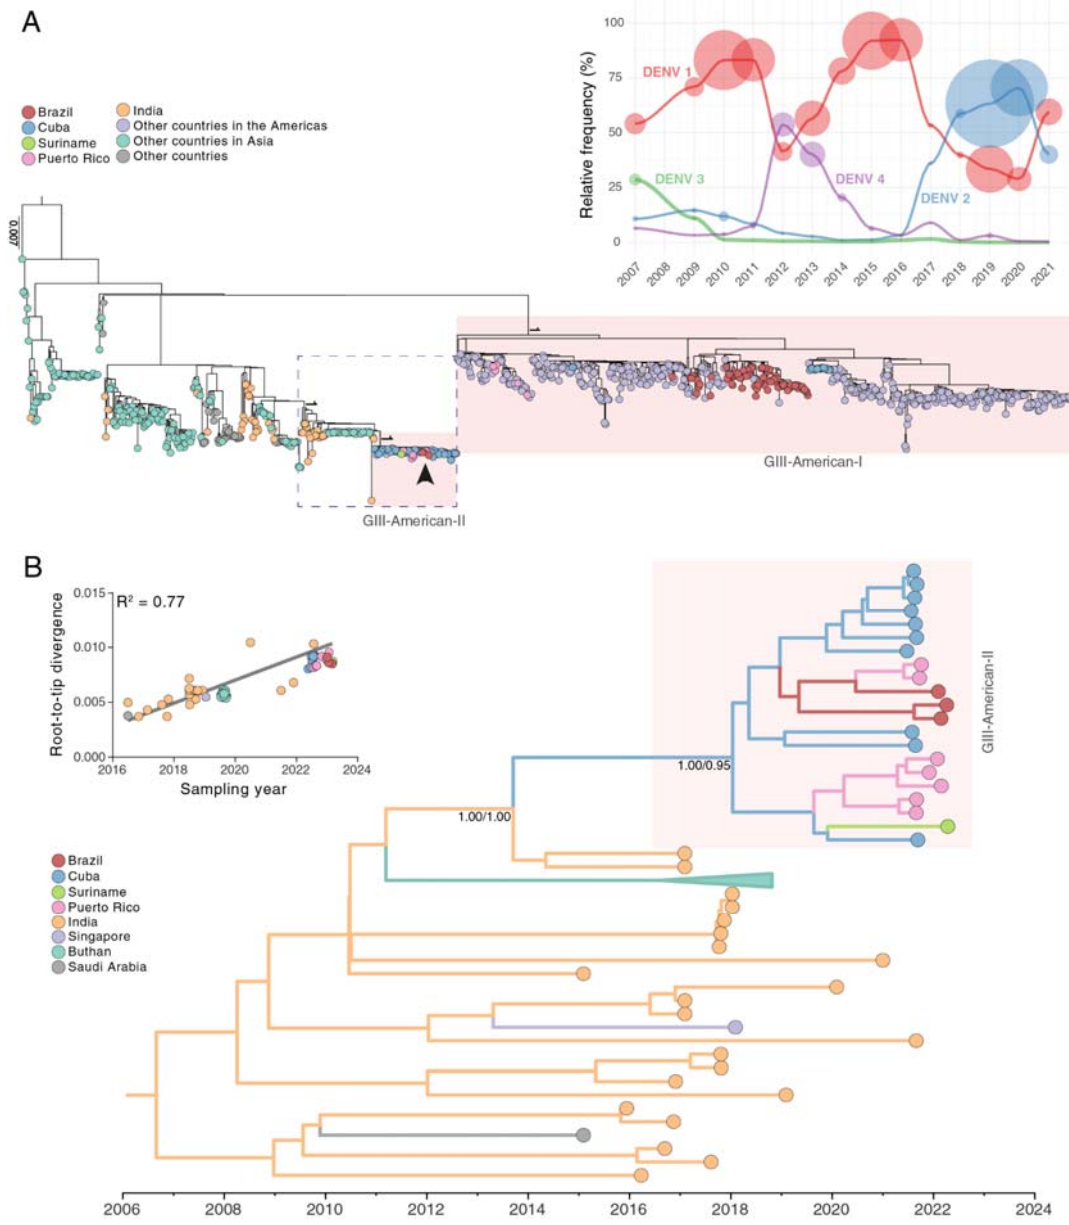 A
Brazil
Cuba
Suriname
Puerto Rico
India
Other countries in the Americas
Other countries in Asia
Other countries
0.007
Relative frequency (%)
100
75
50
25
0
DENV 1
DENV 3
DENV 4
DENV 2
2007
2008
2009
2010
2011
2012
2013
2014
2015
2016
2017
2018
2019
2020
2021
GIII-American-I
GIII-American-II
B
Root-to-tip divergence
0.015
0.010
0.005
0.000
R² = 0.77
2016
2018
2020
2022
2024
Sampling year
1.00/0.95
1.00/1.00
GIII-American-II
Brazil
Cuba
Suriname
Puerto Rico
India
Singapore
Buthan
Saudi Arabia
2006
2008
2010
2012
2014
2016
2018
2020
2022
2024